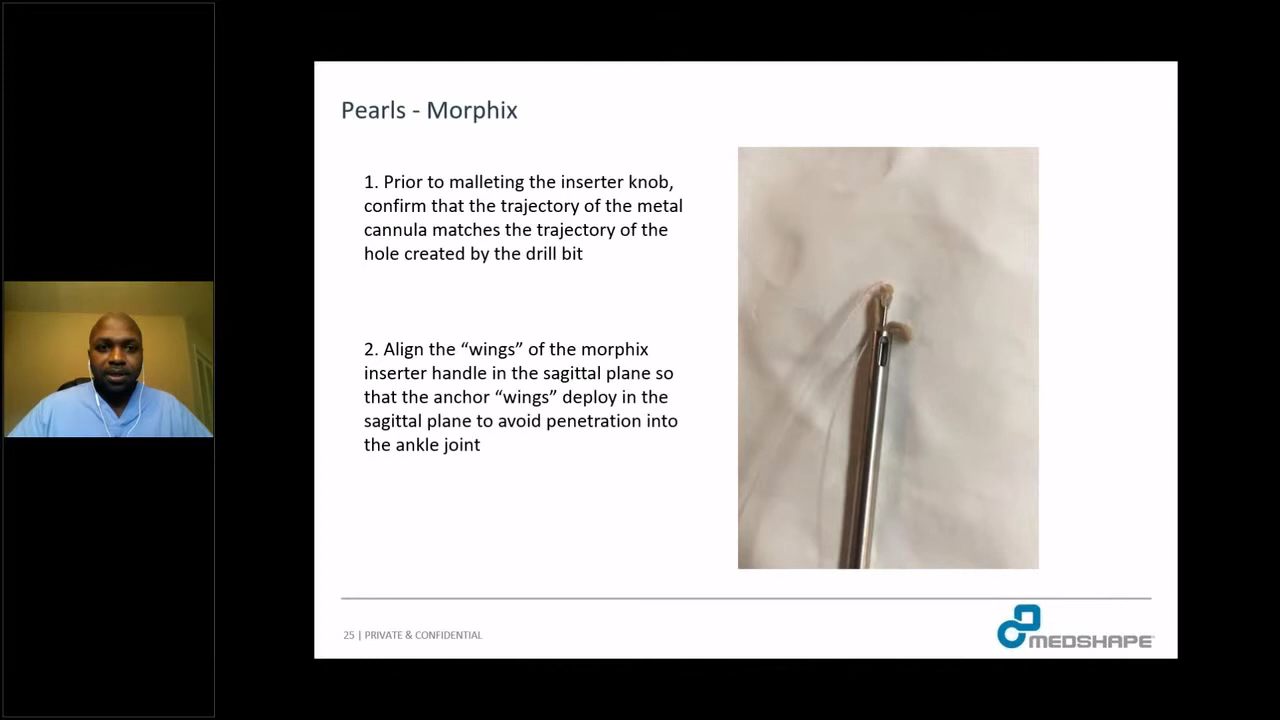 Pearls - Morphix
1. Prior to malleting the inserter knob,
confirm that the trajectory of the metal
cannula matches the trajectory of the
hole created by the drill bit
2. Align the “wings” of the morphix
inserter handle in the sagittal plane so
that the anchor “wings” deploy in the
sagittal plane to avoid penetration into
the ankle joint
25 | PRIVATE & CONFIDENTIAL
MEDSHAPE